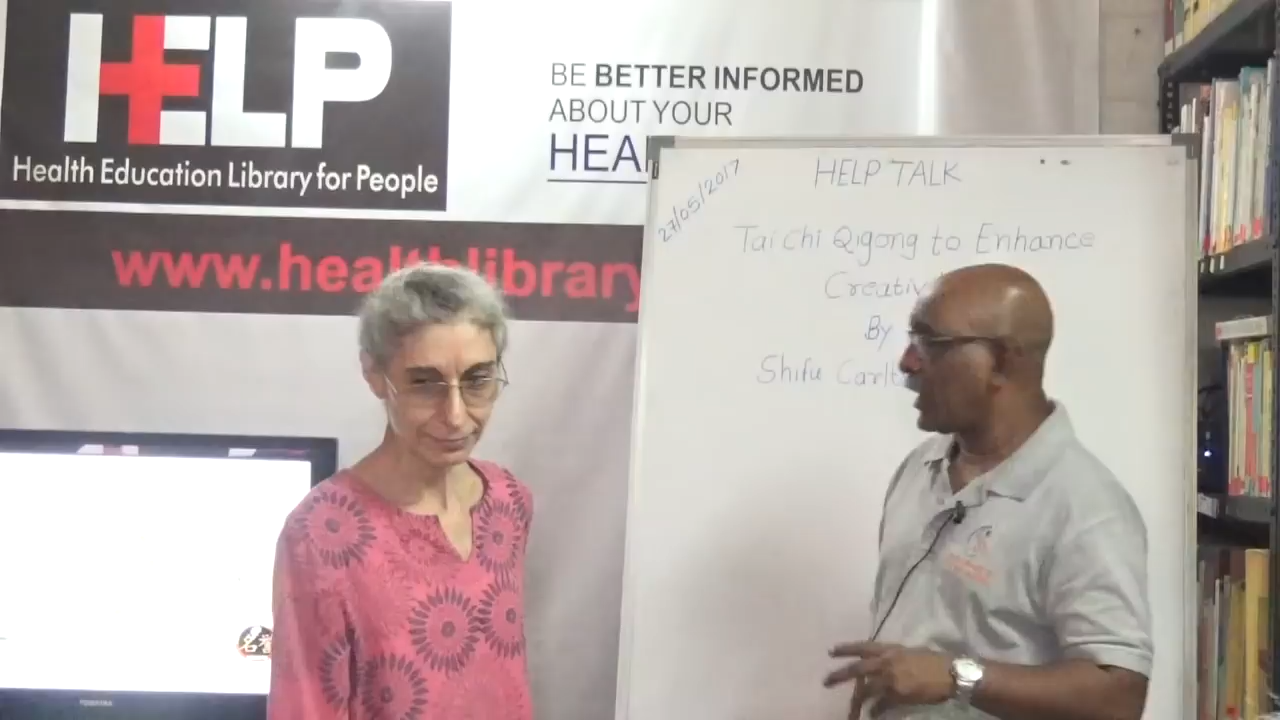 HELP
Health Education Library for People
BE BETTER INFORMED
ABOUT YOUR
HEA
www.healthlibrary
27/05/2017
HELP TALK
Tai Chi Qigong to Enhance
Creativ
By
Shifu Carlt
TOSHIBA